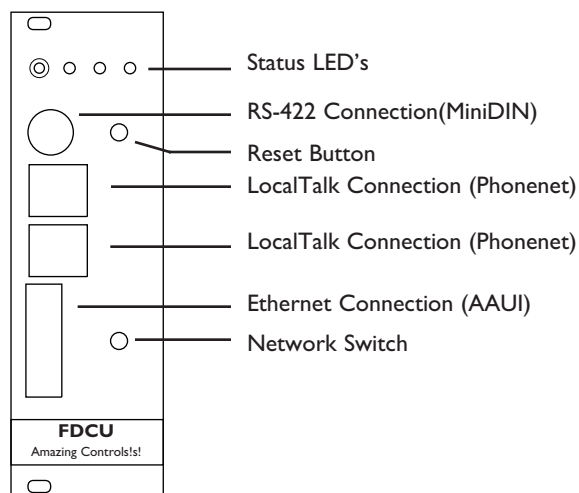 Status LED's
RS-422 Connection(MiniDIN)
Reset Button
LocalTalk Connection (Phonenet)
LocalTalk Connection (Phonenet)
Ethernet Connection (AAUI)
Network Switch
FDCU
Amazing Controls!s!